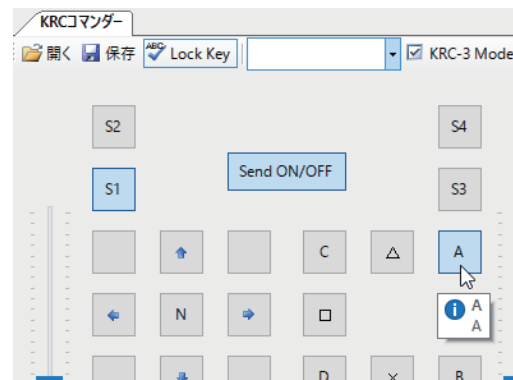 KRCコマンダー
開く 保存 ABC Lock Key KRC-3 Mode
S2 S4
Send ON/OFF
S1 S3
C △ A
N □ A
A
D × B